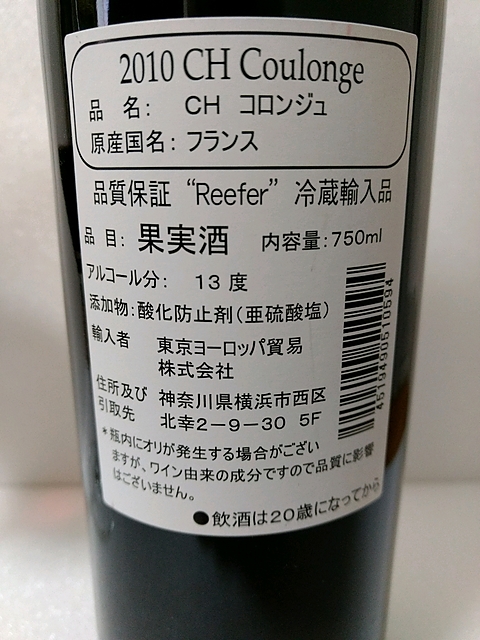 2010 CH Coulonge
品 名: CH コロンジュ
原産国名: フランス
品質保証 “Reefer” 冷蔵輸入品
品 目: 果実酒 内容量:750ml
アルコール分: 13 度
添加物:酸化防止剤(亜硫酸塩)
輸入者 東京ヨーロッパ貿易
株式会社
住所及び 神奈川県横浜市西区
引取先 北幸2-9-30 5F
*瓶内にオリが発生する場合がござい
ますが、ワイン由来の成分ですので品質に影響
はございません。
●飲酒は20歳になってから
4519490510594